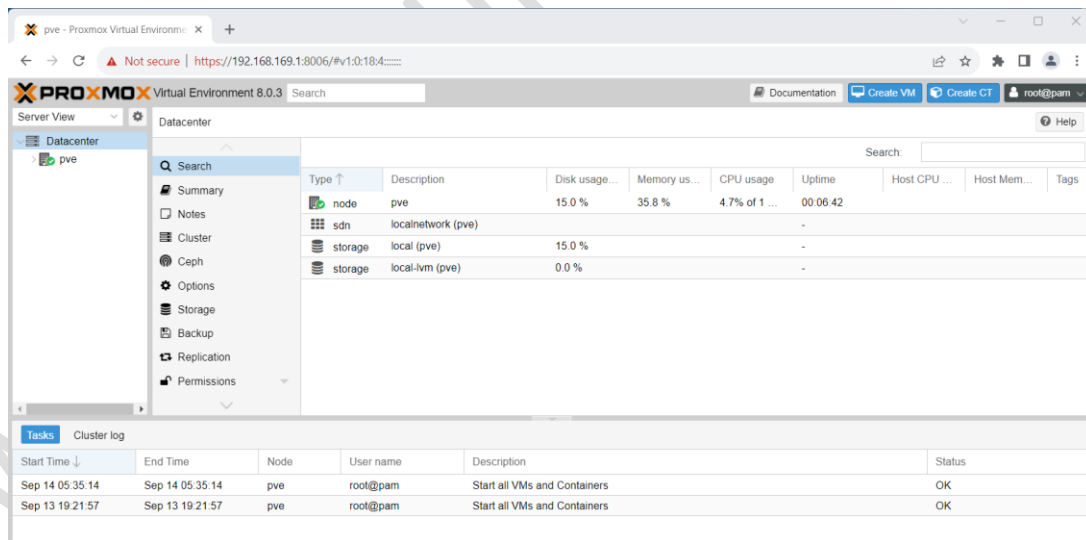 pve - Proxmox Virtual Environme
Not secure | https://192.168.169.1:8006/#v1:0:18:4:::::::
PROXMOX Virtual Environment 8.0.3 Search Documentation Create VM Create CT root@pam
Server View Datacenter Help
Datacenter
pve
Search:
Search
Summary
Notes
Cluster
Ceph
Options
Storage
Backup
Replication
Permissions
Type Description Disk usage... Memory us... CPU usage Uptime Host CPU ... Host Mem... Tags
node pve 15.0 % 35.8 % 4.7% of 1 ... 00:06:42
sdn localnetwork (pve) -
storage local (pve) 15.0 % -
storage local-lvm (pve) 0.0 % -
Tasks Cluster log
Start Time End Time Node User name Description Status
Sep 14 05:35:14 Sep 14 05:35:14 pve root@pam Start all VMs and Containers OK
Sep 13 19:21:57 Sep 13 19:21:57 pve root@pam Start all VMs and Containers OK